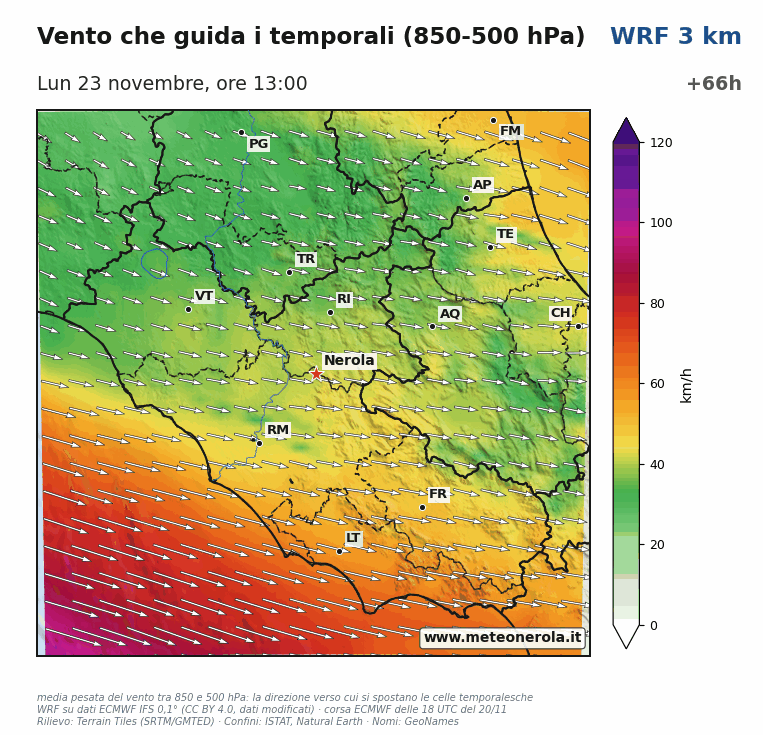 Vento che guida i temporali (850-500 hPa) WRF 3 km
Lun 23 novembre, ore 13:00 +66h
FM
PG
AP
TE
TR
VT
RI
AQ
CH
Nerola
RM
FR
LT
www.meteonerola.it
120
100
80
60
40
20
0
km/h
media pesata del vento tra 850 e 500 hPa: la direzione verso cui si spostano le celle temporalesche
WRF su dati ECMWF IFS 0,1° (CC BY 4.0, dati modificati) · corsa ECMWF delle 18 UTC del 20/11
Rilievo: Terrain Tiles (SRTM/GMTED) · Confini: ISTAT, Natural Earth · Nomi: GeoNames